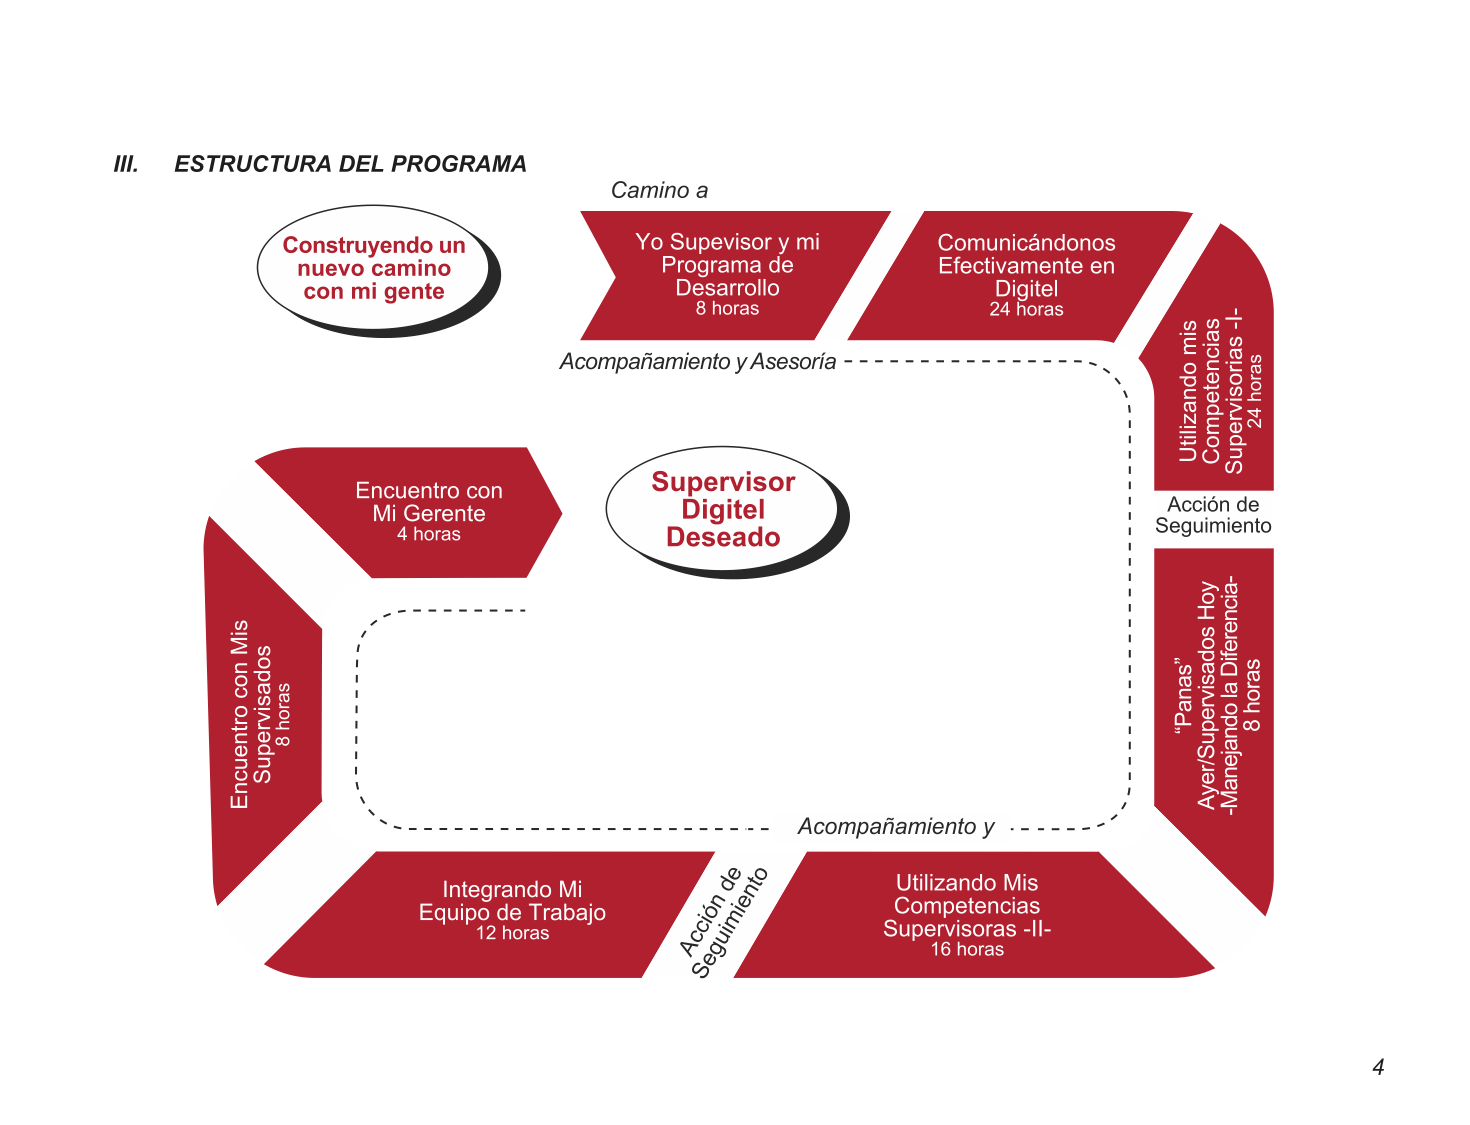 III. ESTRUCTURA DEL PROGRAMA
Camino a
Construyendo un
nuevo camino
con mi gente
Yo Supevisor y mi
Programa de
Desarrollo
8 horas
Comunicándonos
Efectivamente en
Digitel
24 horas
Utilizando mis
Competencias
Supervisorias -I-
24 horas
Acompañamiento y Asesoría
Acción de
Seguimiento
Encuentro con
Mi Gerente
4 horas
Supervisor
Digitel
Deseado
“Panas”
Ayer/Supervisados Hoy
-Manejando la Diferencia-
8 horas
Encuentro con Mis
Supervisados
8 horas
Acompañamiento y
Integrando Mi
Equipo de Trabajo
12 horas
Acción de
Seguimiento
Utilizando Mis
Competencias
Supervisoras -II-
16 horas
4